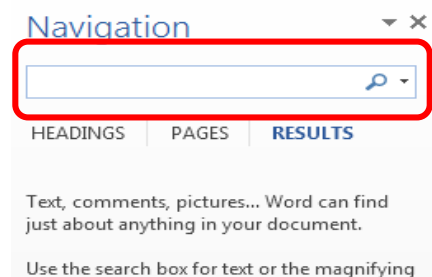 Navigation
HEADINGS PAGES RESULTS
Text, comments, pictures... Word can find
just about anything in your document.
Use the search box for text or the magnifying